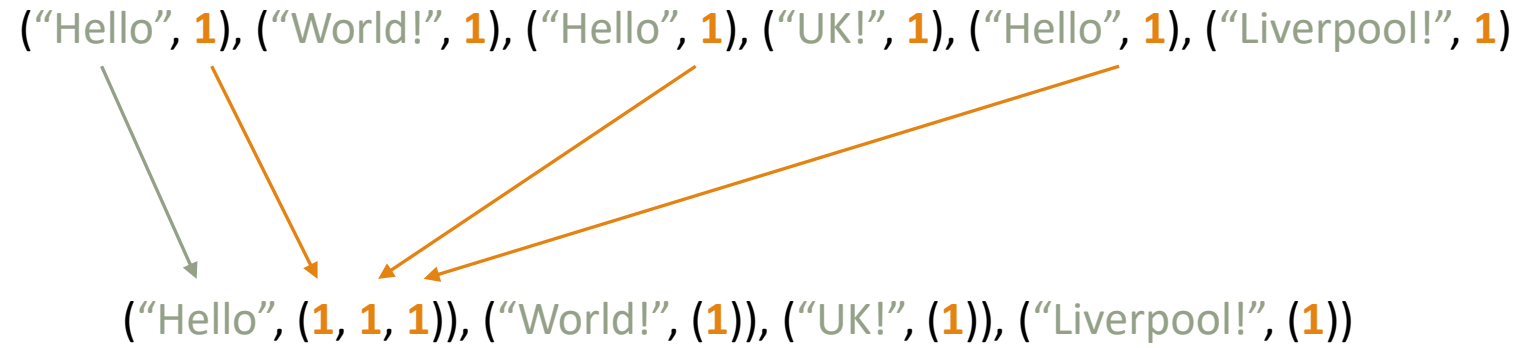 (“Hello”, 1), (“World!”, 1), (“Hello”, 1), (“UK!”, 1), (“Hello”, 1), (“Liverpool!”, 1)
(“Hello”, (1, 1, 1)), (“World!”, (1)), (“UK!”, (1)), (“Liverpool!”, (1))